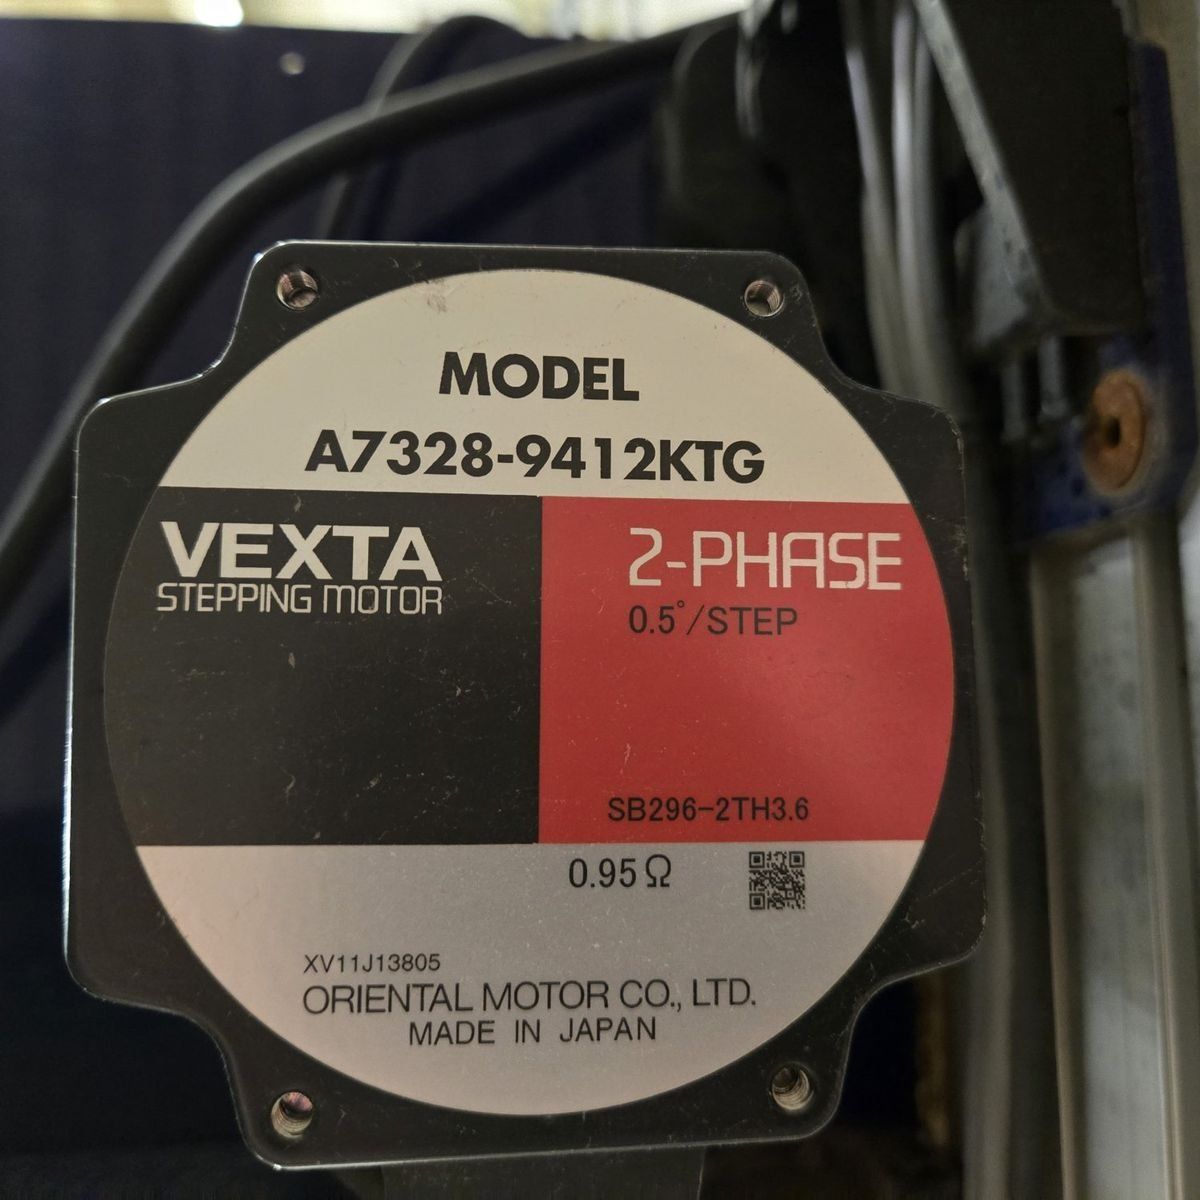 MODEL
A7328-9412KTG
VEXTA
STEPPING MOTOR
2-PHASE
0.5°/STEP
SB296-2TH3.6
0.95Ω
XV11J13805
ORIENTAL MOTOR CO., LTD.
MADE IN JAPAN